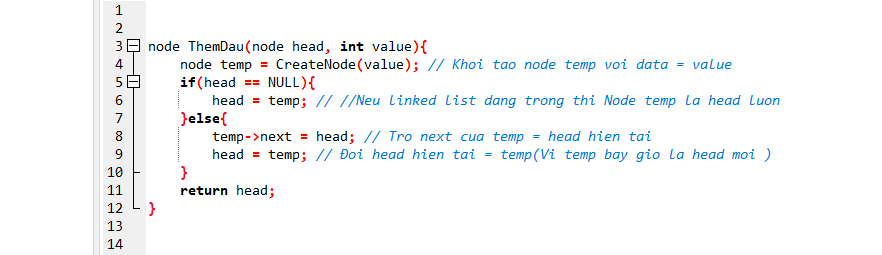 1
2
3 node ThemDau(node head, int value){
4 node temp = CreateNode(value); // Khoi tao node temp voi data = value
5 if(head == NULL){
6 head = temp; // //Neu linked list dang trong thi Node temp la head luon
7 }else{
8 temp->next = head; // Tro next cua temp = head hien tai
9 head = temp; // Đoi head hien tai = temp(Vi temp bay gio la head moi )
10 }
11 return head;
12 }
13
14